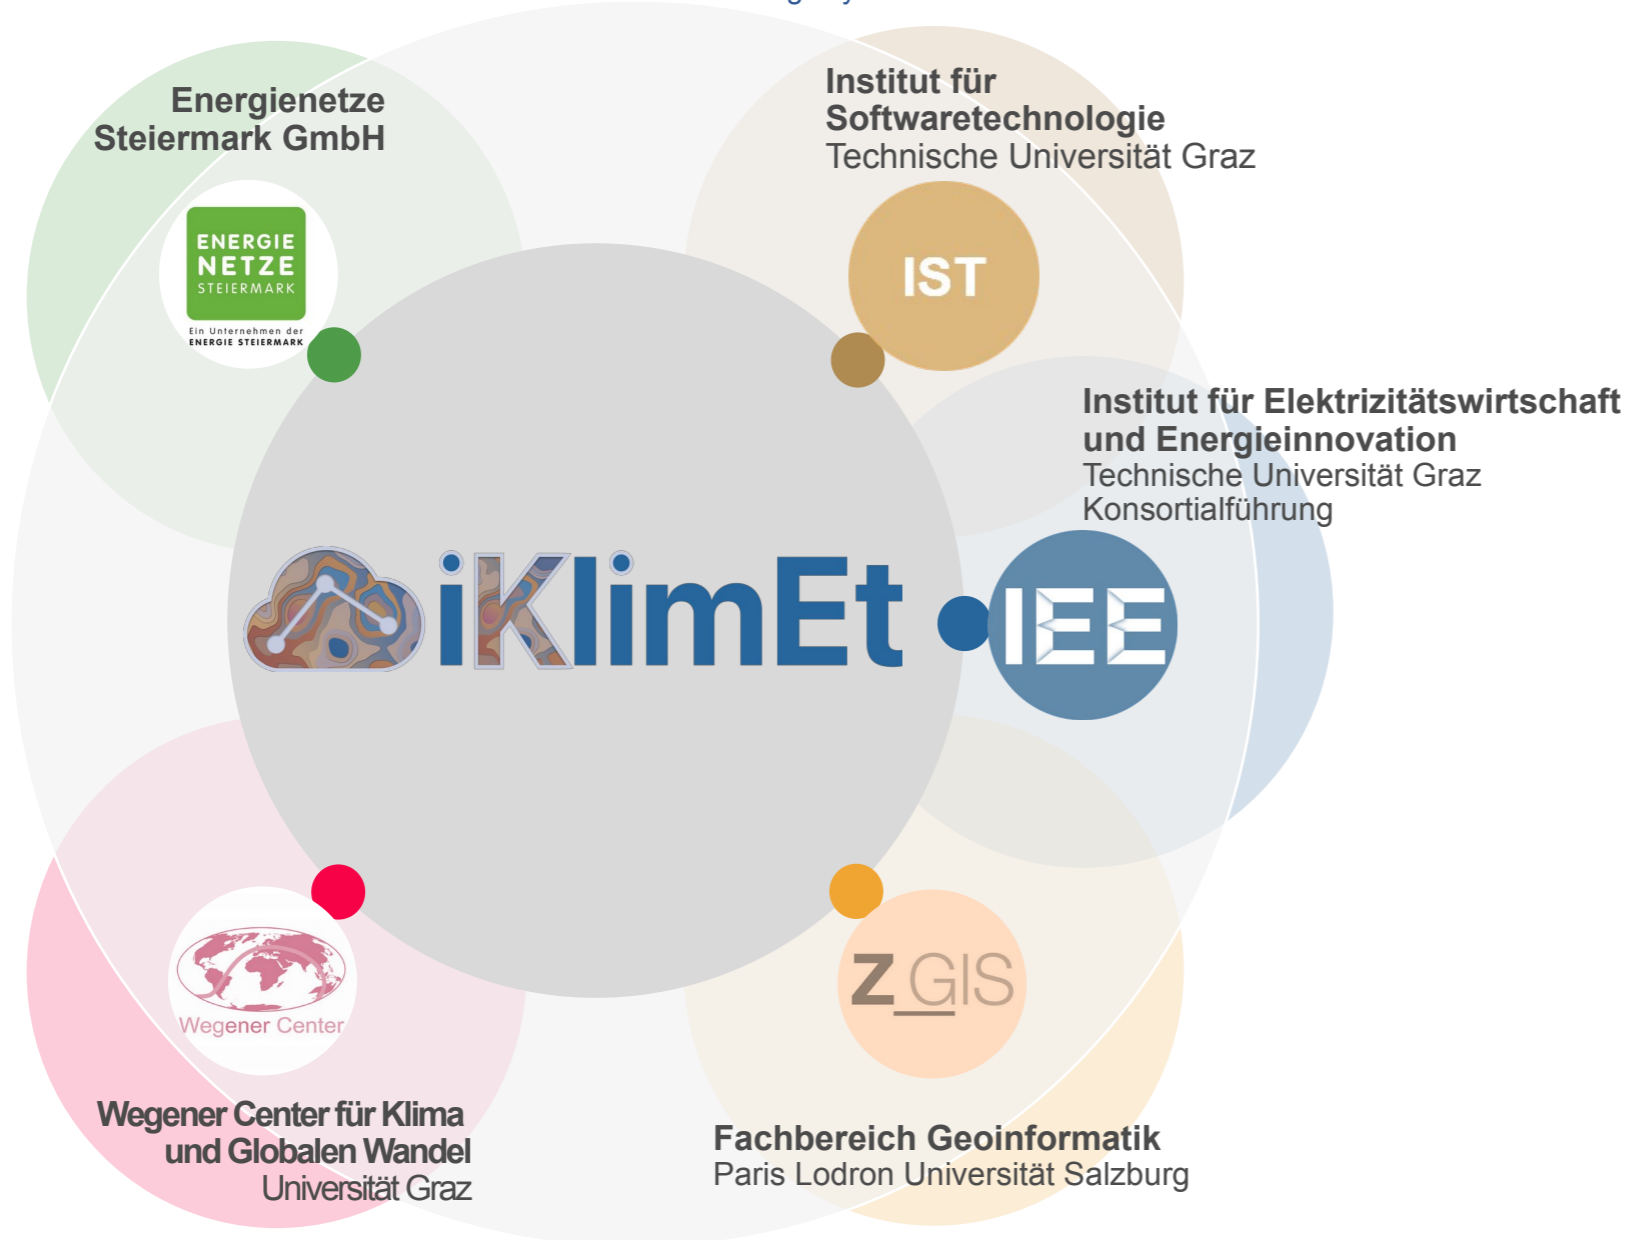 Energienetze
Steiermark GmbH
ENERGIE
NETZE
STEIERMARK
Ein Unternehmen der
ENERGIE STEIERMARK
Institut für
Softwaretechnologie
Technische Universität Graz
IST
Institut für Elektrizitätswirtschaft
und Energieinnovation
Technische Universität Graz
Konsortialführung
iKlimEt
IEE
Wegener Center
Wegener Center für Klima
und Globalen Wandel
Universität Graz
Z_GIS
Fachbereich Geoinformatik
Paris Lodron Universität Salzburg